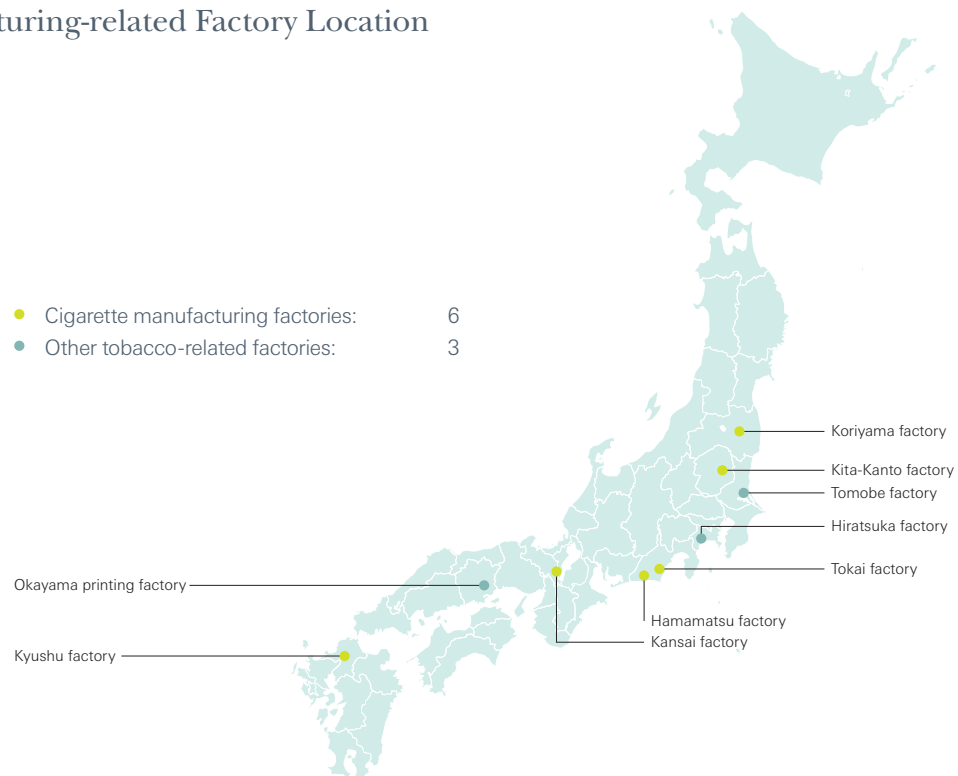 turing-related Factory Location
Cigarette manufacturing factories: 6
Other tobacco-related factories: 3
Koriyama factory
Kita-Kanto factory
Tomobe factory
Hiratsuka factory
Tokai factory
Okayama printing factory
Hamamatsu factory
Kansai factory
Kyushu factory